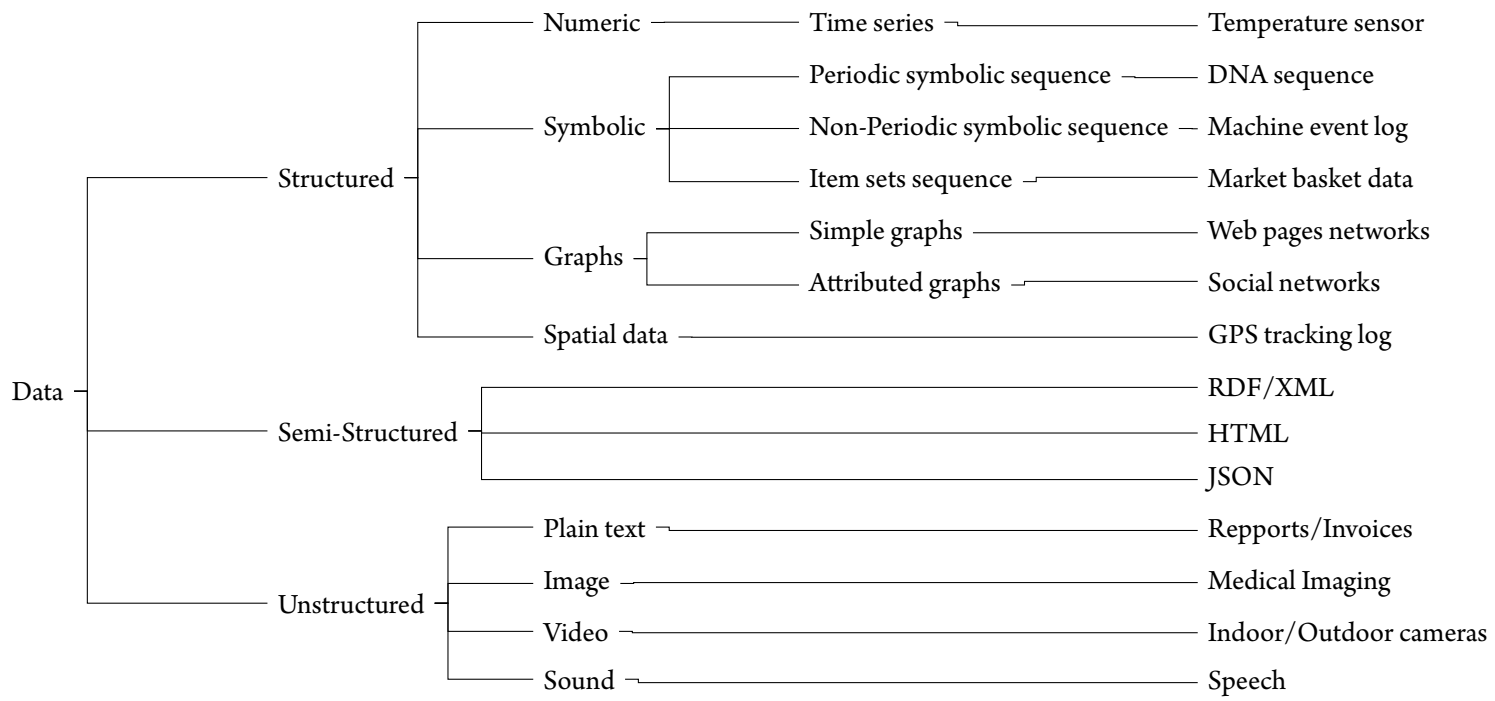 Numeric Time series Temperature sensor
Periodic symbolic sequence DNA sequence
Symbolic Non-Periodic symbolic sequence Machine event log
Structured Item sets sequence Market basket data
Simple graphs Web pages networks
Graphs
Attributed graphs Social networks
Spatial data GPS tracking log
Data RDF/XML
Semi-Structured HTML
JSON
Plain text Repports/Invoices
Image Medical Imaging
Unstructured
Video Indoor/Outdoor cameras
Sound Speech